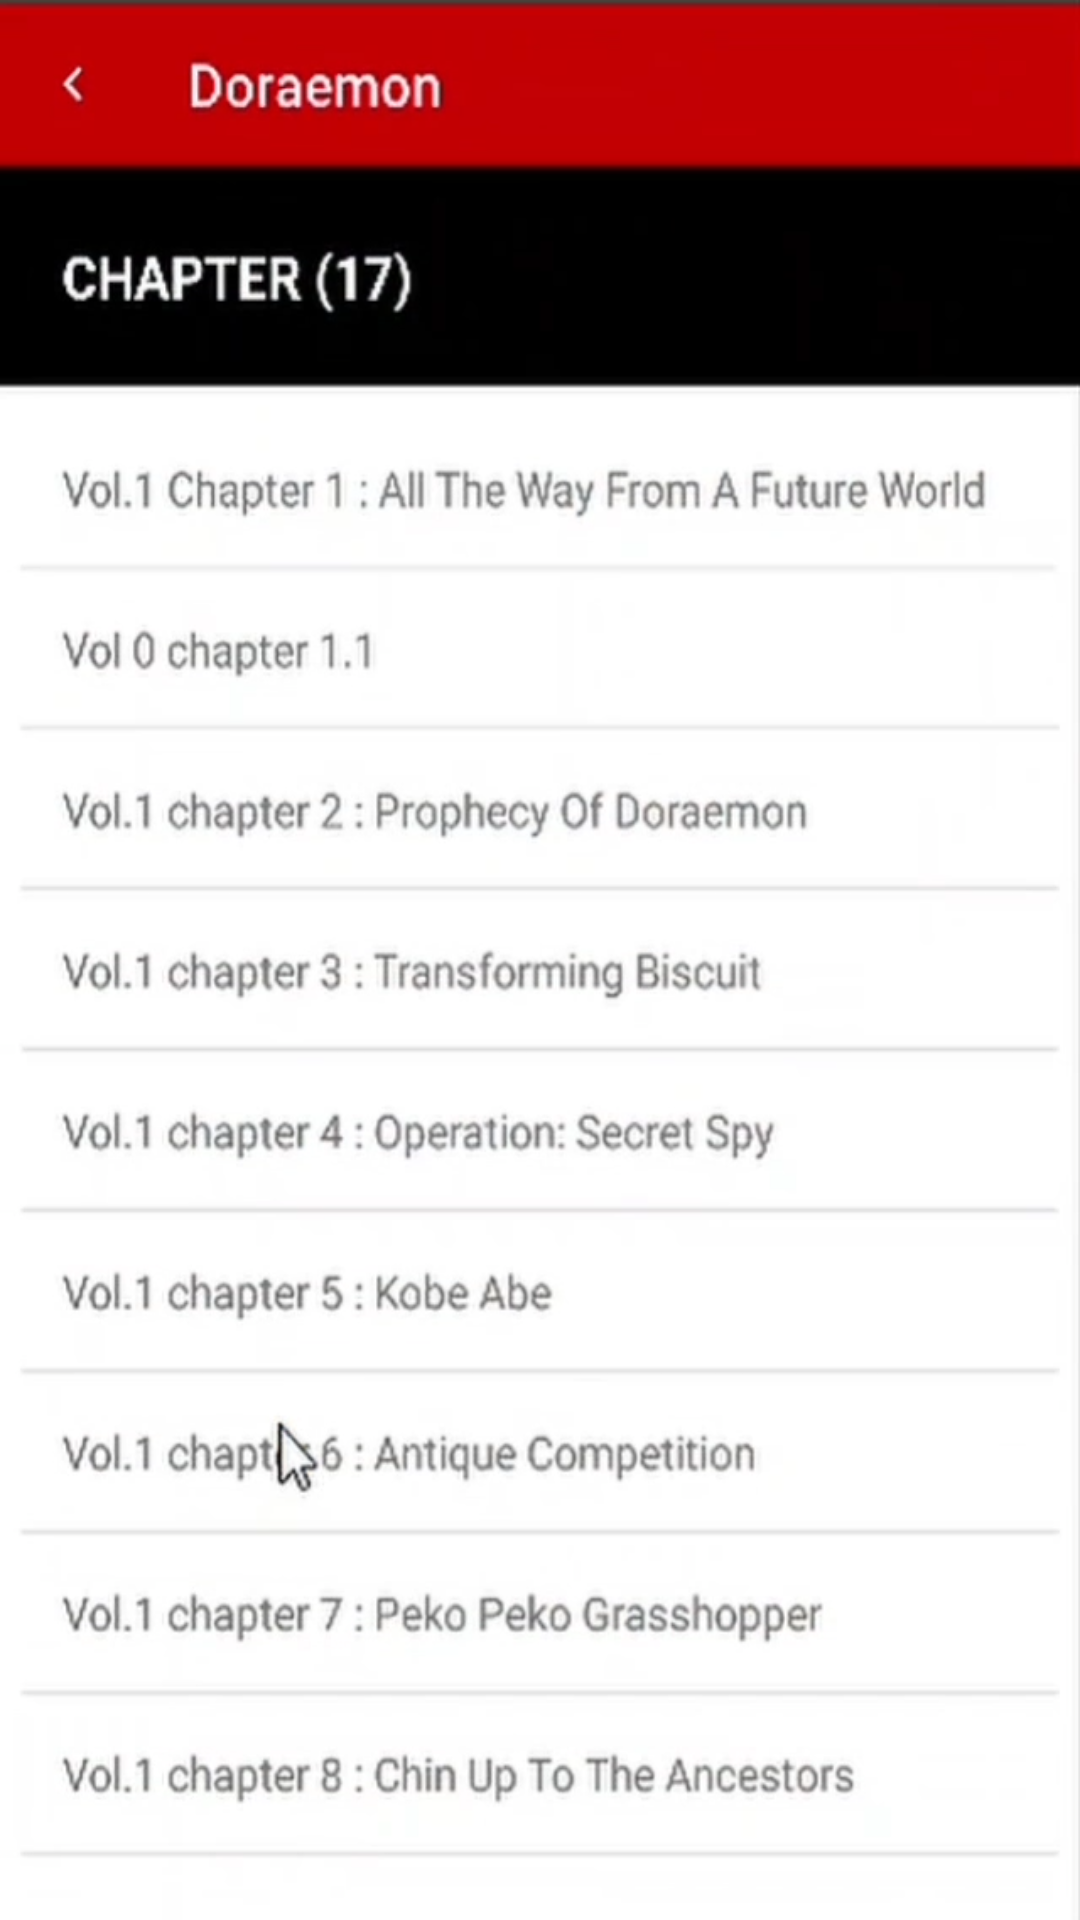 Doraemon
CHAPTER (17)
Vol.1 Chapter 1 : All The Way From A Future World
Vol 0 chapter 1.1
Vol.1 chapter 2 : Prophecy Of Doraemon
Vol.1 chapter 3 : Transforming Biscuit
Vol.1 chapter 4 : Operation: Secret Spy
Vol.1 chapter 5 : Kobe Abe
Vol.1 chapter 6 : Antique Competition
Vol.1 chapter 7 : Peko Peko Grasshopper
Vol.1 chapter 8 : Chin Up To The Ancestors